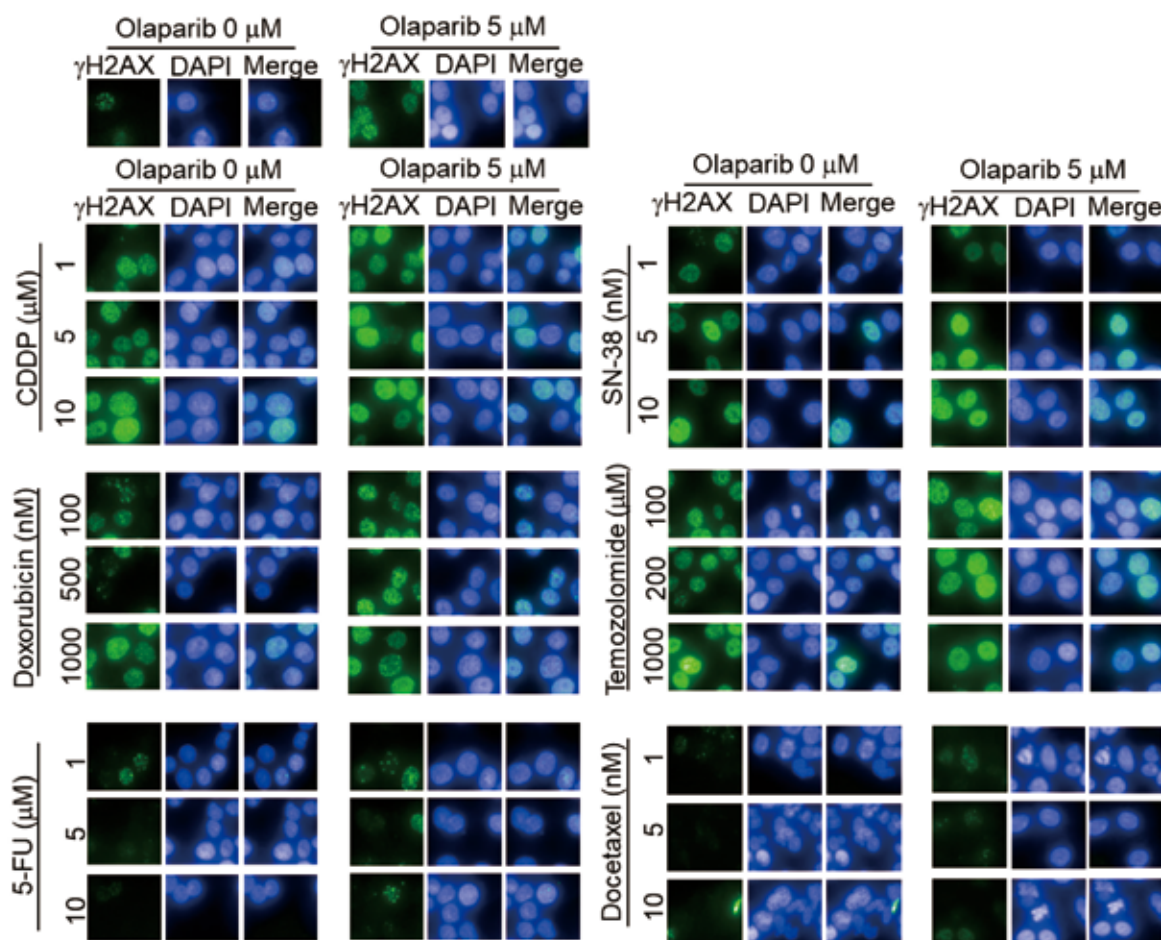 Olaparib 0 μM
Olaparib 5 μM
γH2AX DAPI Merge
γH2AX DAPI Merge
Olaparib 0 μM
Olaparib 5 μM
γH2AX DAPI Merge
γH2AX DAPI Merge
CDDP (μM)
1
5
10
Doxorubicin (nM)
100
500
1000
5-FU (μM)
1
5
10
Olaparib 0 μM
Olaparib 5 μM
γH2AX DAPI Merge
γH2AX DAPI Merge
SN-38 (nM)
1
5
10
Temozolomide (μM)
100
200
1000
Docetaxel (nM)
1
5
10